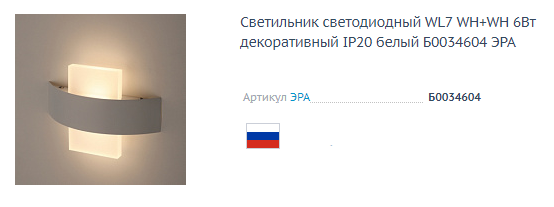 Светильник светодиодный WL7 WH+WH 6Вт
декоративный IP20 белый Б0034604 ЭРА
Артикул ЭРА Б0034604